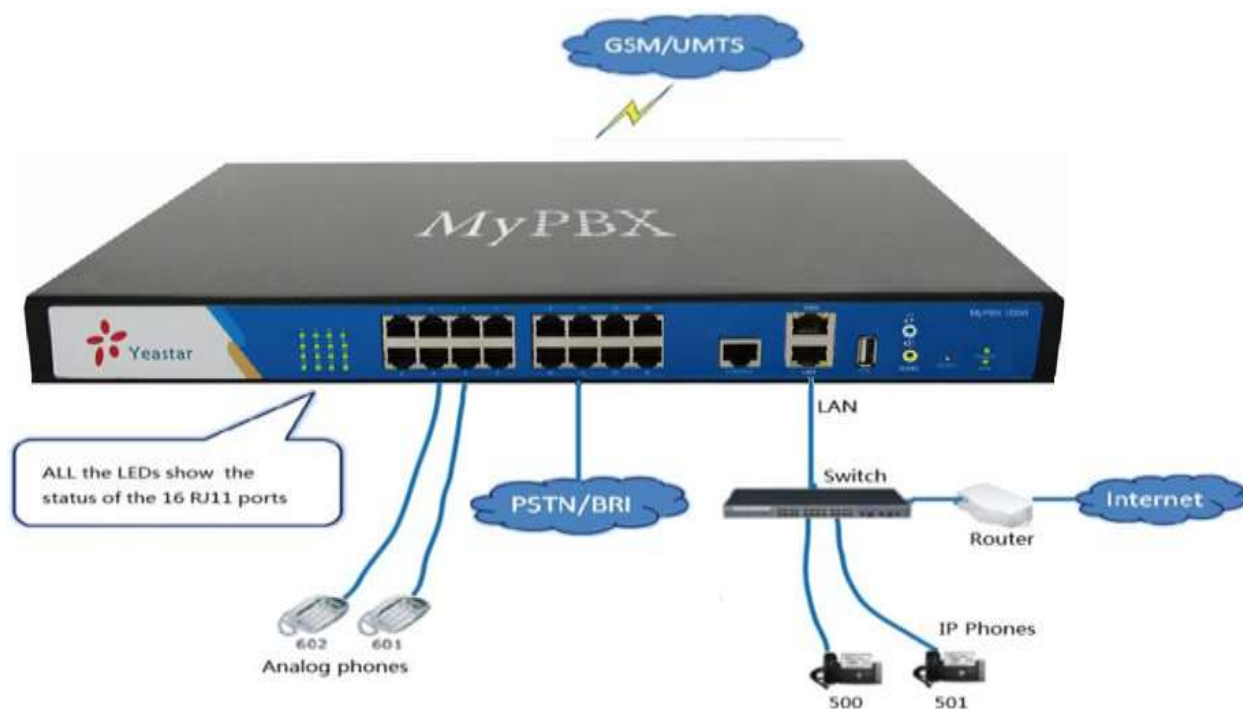 GSM/UMTS
MyPBX
Yeastar
LAN
ALL the LEDs show the
status of the 16 RJ11 ports
PSTN/BRI
Switch
Router
Internet
602
601
Analog phones
IP Phones
500
501